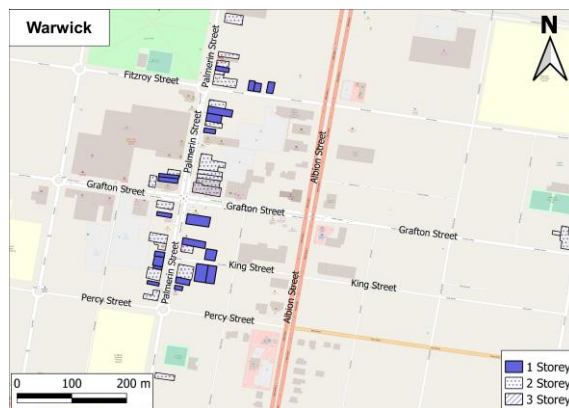 Warwick
N
Fitzroy Street
Palmerin Street
Palmerin Street
Albion Street
Grafton Street
Grafton Street
Grafton Street
Palmerin Street
King Street
King Street
Percy Street
Percy Street
Albion Street
0 100 200 m
1 Storey
2 Storey
3 Storey